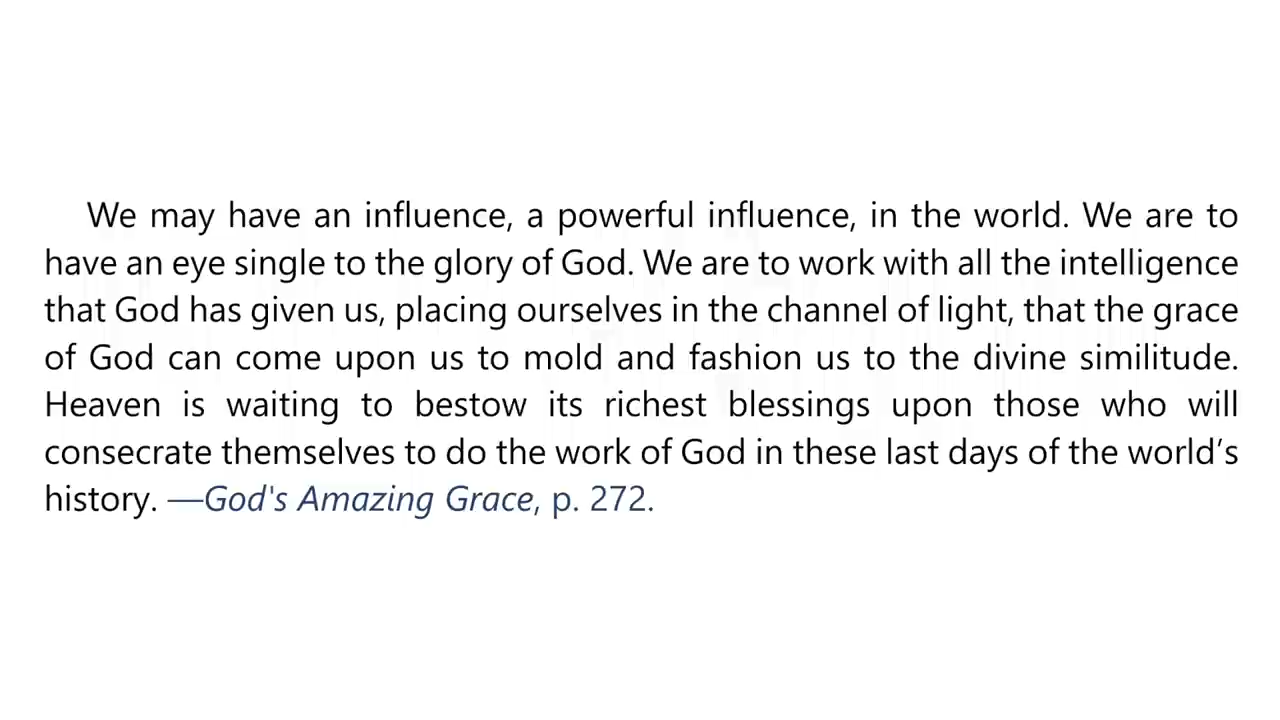 We may have an influence, a powerful influence, in the world. We are to
have an eye single to the glory of God. We are to work with all the intelligence
that God has given us, placing ourselves in the channel of light, that the grace
of God can come upon us to mold and fashion us to the divine similitude.
Heaven is waiting to bestow its richest blessings upon those who will
consecrate themselves to do the work of God in these last days of the world’s
history. —God's Amazing Grace, p. 272.